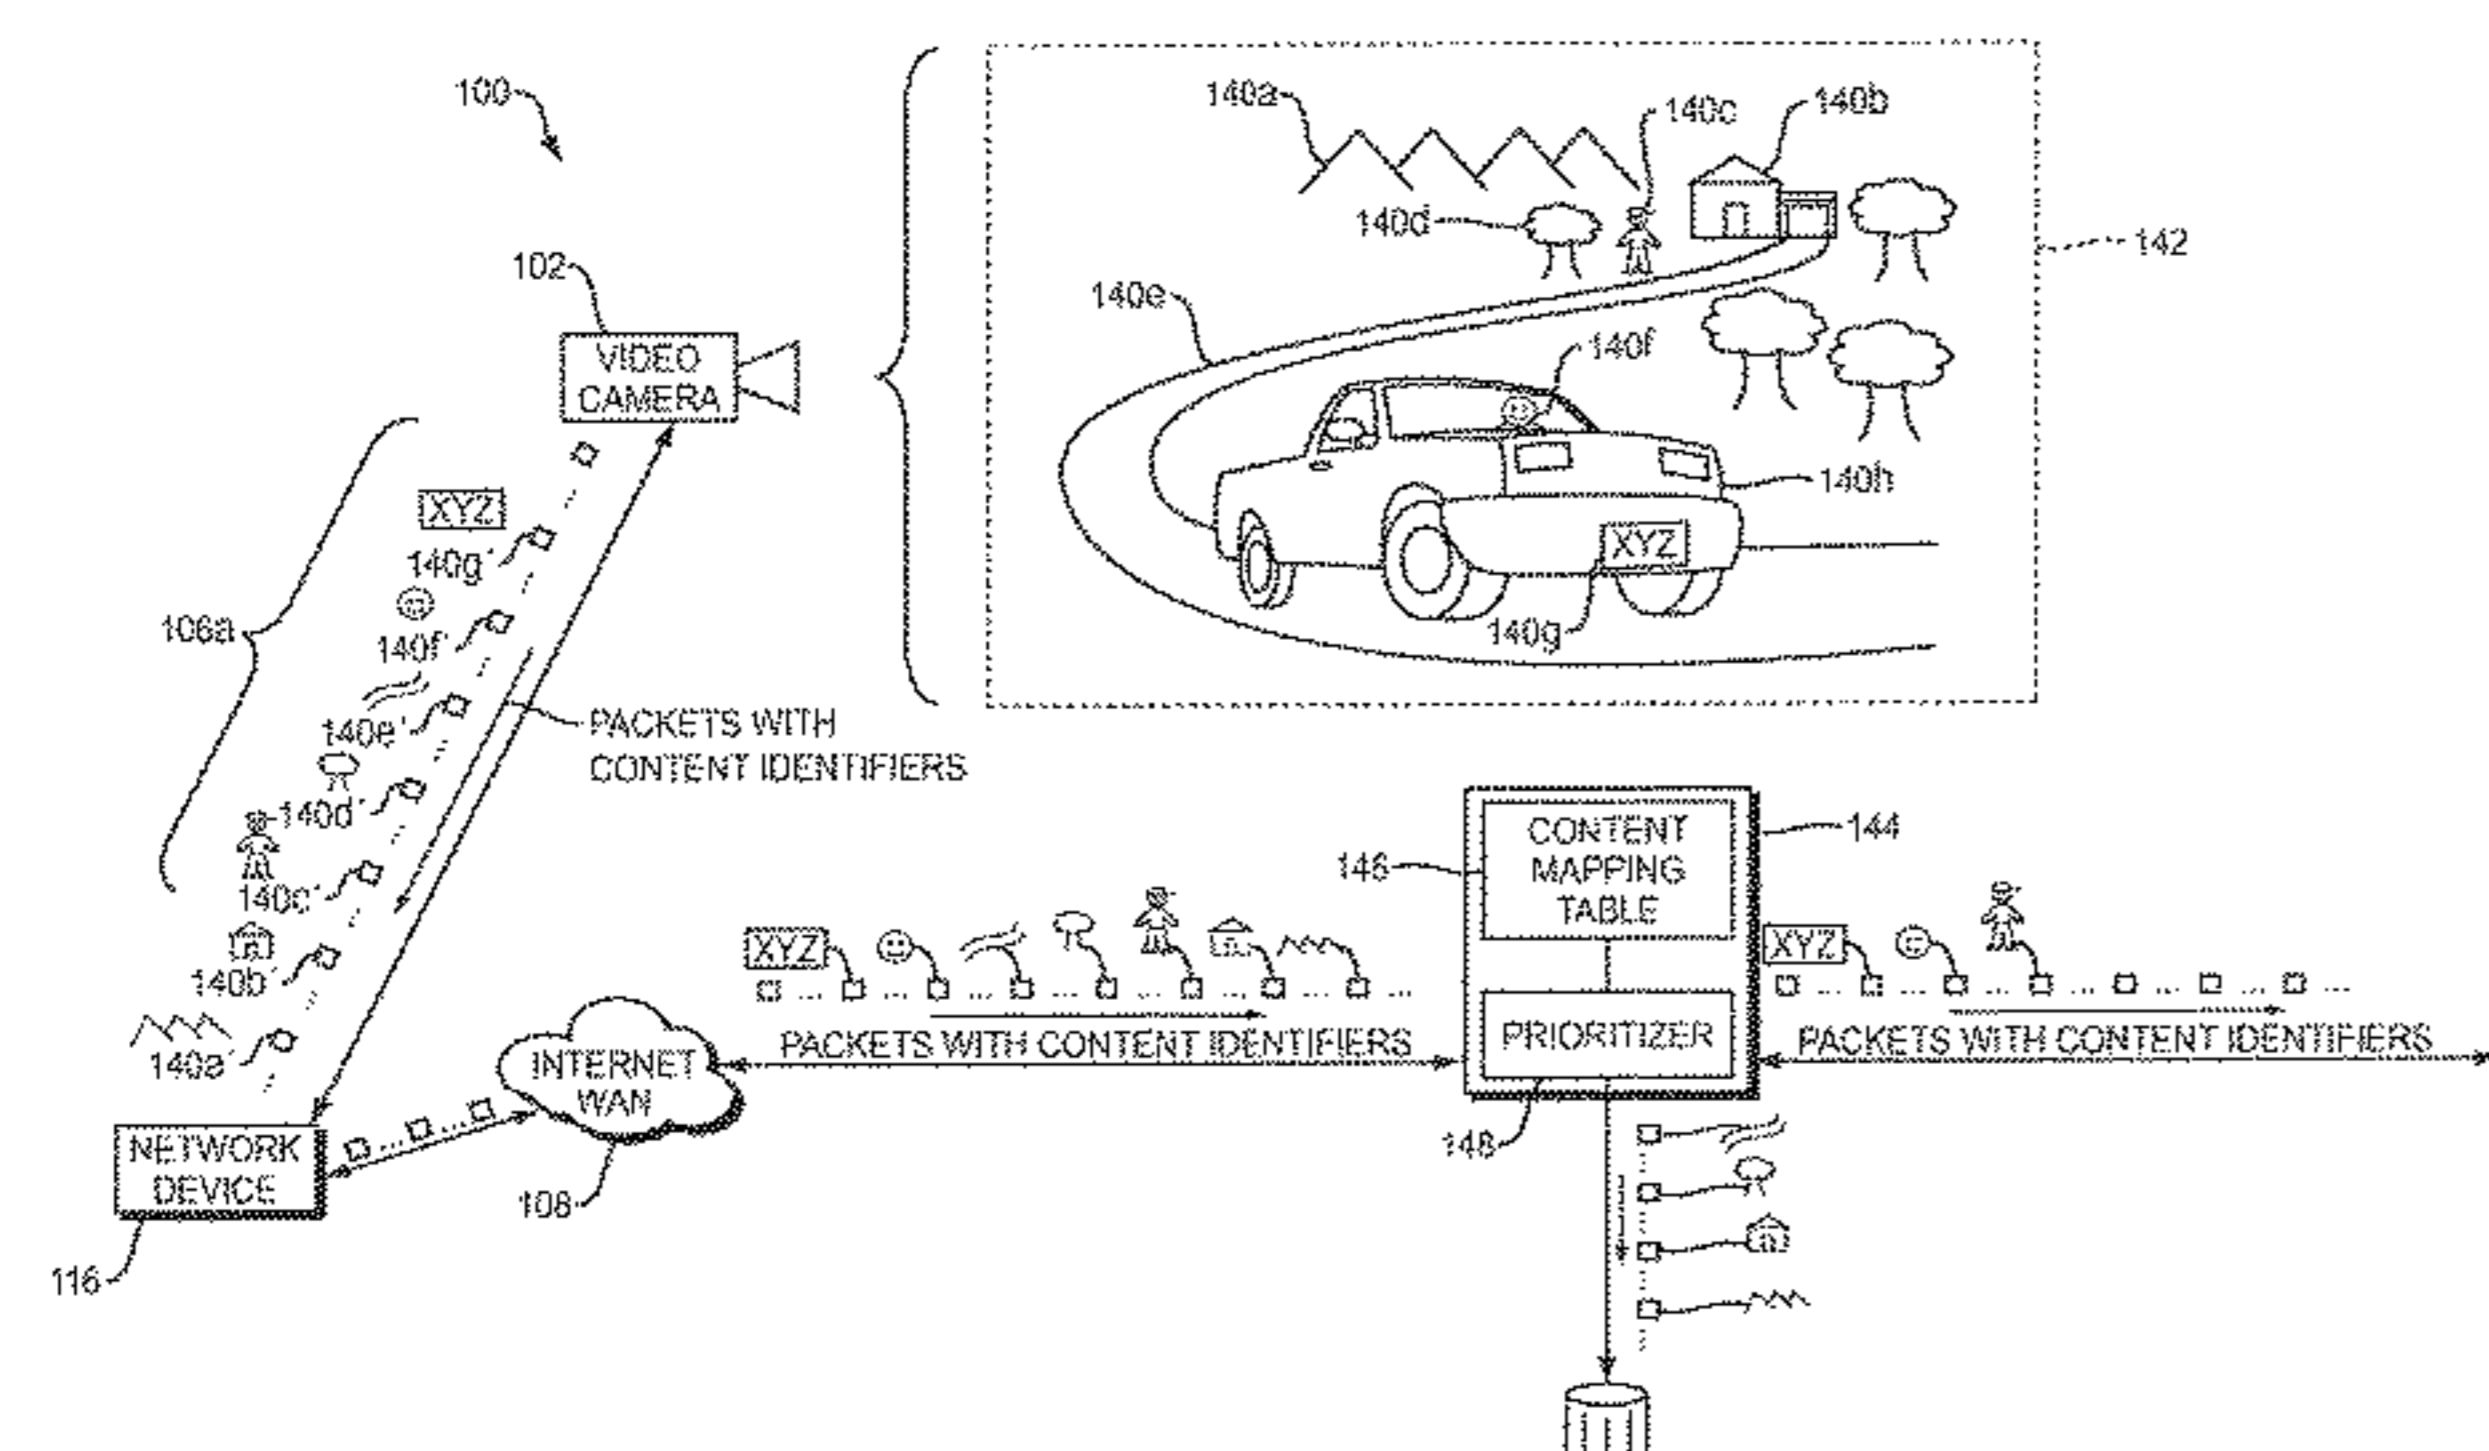 100
140a
140c
140b
140d
142
102
140e
VIDEO
CAMERA
140f
140h
XYZ
XYZ
140g´
140g
106a
140f´
140e´
PACKETS WITH
CONTENT IDENTIFIERS
140d´
140c´
140b´
140a´
CONTENT
MAPPING
TABLE
144
146
XYZ
XYZ
PRIORITIZER
PACKETS WITH CONTENT IDENTIFIERS
PACKETS WITH CONTENT IDENTIFIERS
INTERNET
WAN
148
NETWORK
DEVICE
108
116